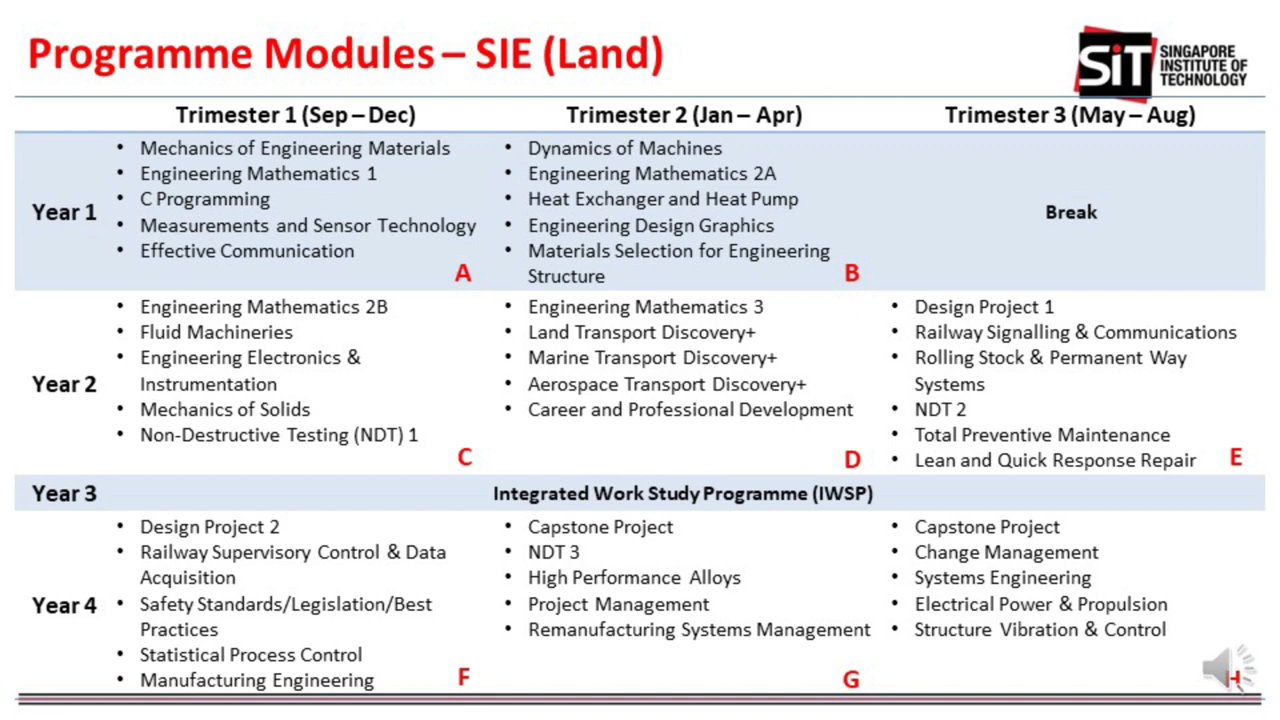 Programme Modules – SIE (Land)
SiT
SINGAPORE
INSTITUTE OF
TECHNOLOGY
Trimester 1 (Sep – Dec)
Trimester 2 (Jan – Apr)
Trimester 3 (May – Aug)
Year 1
• Mechanics of Engineering Materials
• Engineering Mathematics 1
• C Programming
• Measurements and Sensor Technology
• Effective Communication
A
• Dynamics of Machines
• Engineering Mathematics 2A
• Heat Exchanger and Heat Pump
• Engineering Design Graphics
• Materials Selection for Engineering
Structure
B
Break
Year 2
• Engineering Mathematics 2B
• Fluid Machineries
• Engineering Electronics &
Instrumentation
• Mechanics of Solids
• Non-Destructive Testing (NDT) 1
C
• Engineering Mathematics 3
• Land Transport Discovery+
• Marine Transport Discovery+
• Aerospace Transport Discovery+
• Career and Professional Development
D
• Design Project 1
• Railway Signalling & Communications
• Rolling Stock & Permanent Way
Systems
• NDT 2
• Total Preventive Maintenance
• Lean and Quick Response Repair
E
Year 3
Integrated Work Study Programme (IWSP)
Year 4
• Design Project 2
• Railway Supervisory Control & Data
Acquisition
• Safety Standards/Legislation/Best
Practices
• Statistical Process Control
• Manufacturing Engineering
F
• Capstone Project
• NDT 3
• High Performance Alloys
• Project Management
• Remanufacturing Systems Management
G
• Capstone Project
• Change Management
• Systems Engineering
• Electrical Power & Propulsion
• Structure Vibration & Control
H